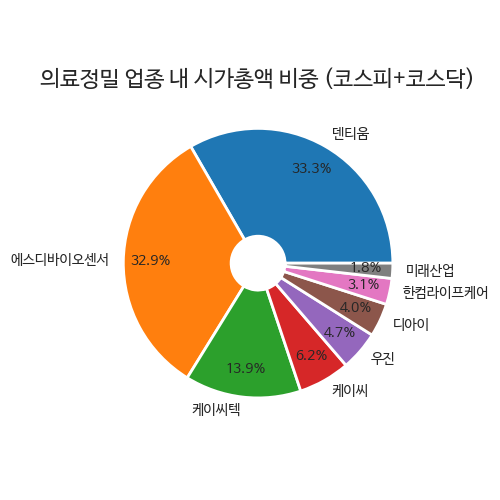 의료정밀 업종 내 시가총액 비중 (코스피+코스닥)
덴티움
33.3%
에스디바이오센서
32.9%
케이씨텍
13.9%
케이씨
6.2%
우진
4.7%
디아이
4.0%
한컴라이프케어
3.1%
미래산업
1.8%